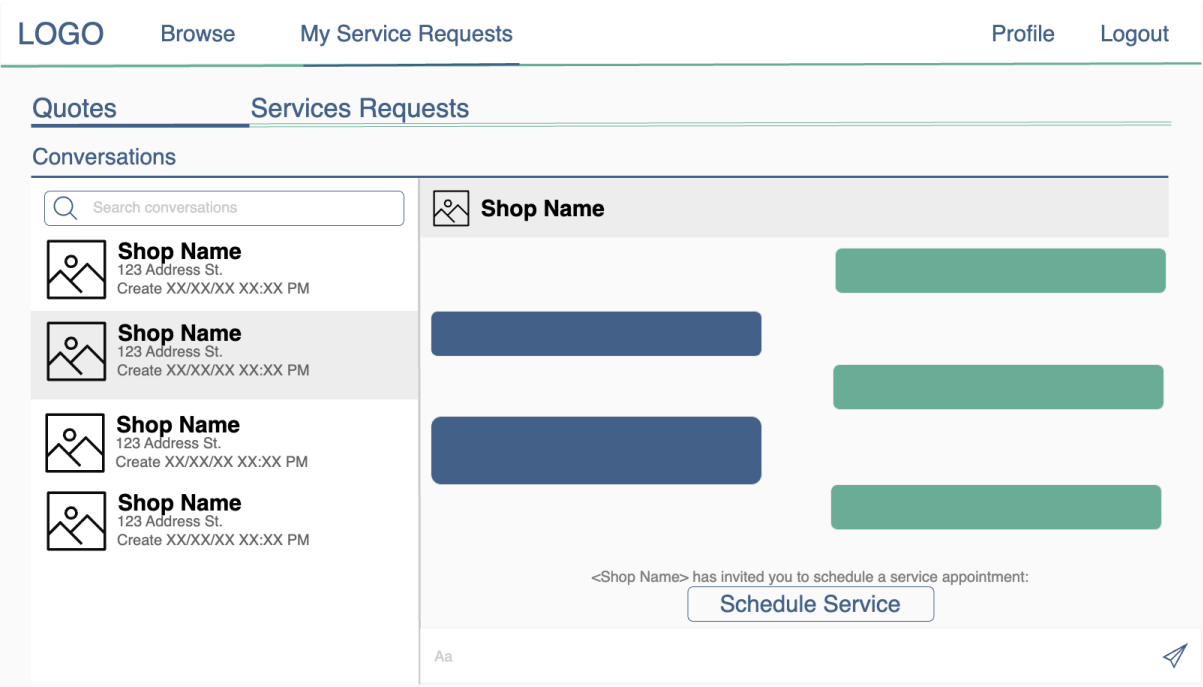 LOGO Browse My Service Requests Profile Logout
Quotes Services Requests
Conversations
Search conversations
Shop Name
123 Address St.
Create XX/XX/XX XX:XX PM
Shop Name
123 Address St.
Create XX/XX/XX XX:XX PM
Shop Name
123 Address St.
Create XX/XX/XX XX:XX PM
Shop Name
123 Address St.
Create XX/XX/XX XX:XX PM
Shop Name
<Shop Name> has invited you to schedule a service appointment:
Schedule Service
Aa